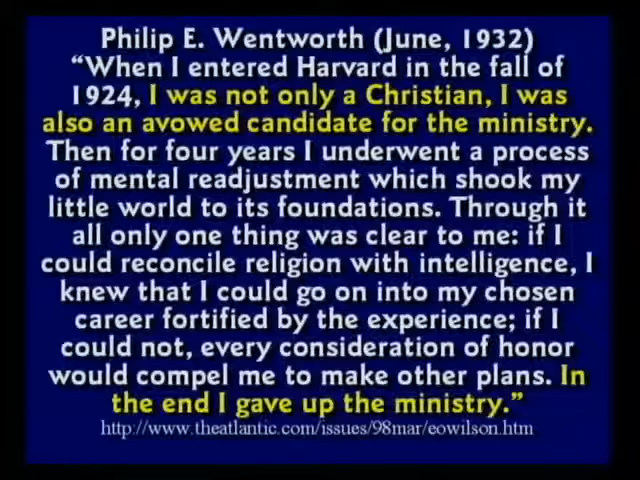 Philip E. Wentworth (June, 1932)
“When I entered Harvard in the fall of
1924, I was not only a Christian, I was
also an avowed candidate for the ministry.
Then for four years I underwent a process
of mental readjustment which shook my
little world to its foundations. Through it
all only one thing was clear to me: if I
could reconcile religion with intelligence, I
knew that I could go on into my chosen
career fortified by the experience; if I
could not, every consideration of honor
would compel me to make other plans. In
the end I gave up the ministry.”
http://www.theatlantic.com/issues/98mar/eowilson.htm